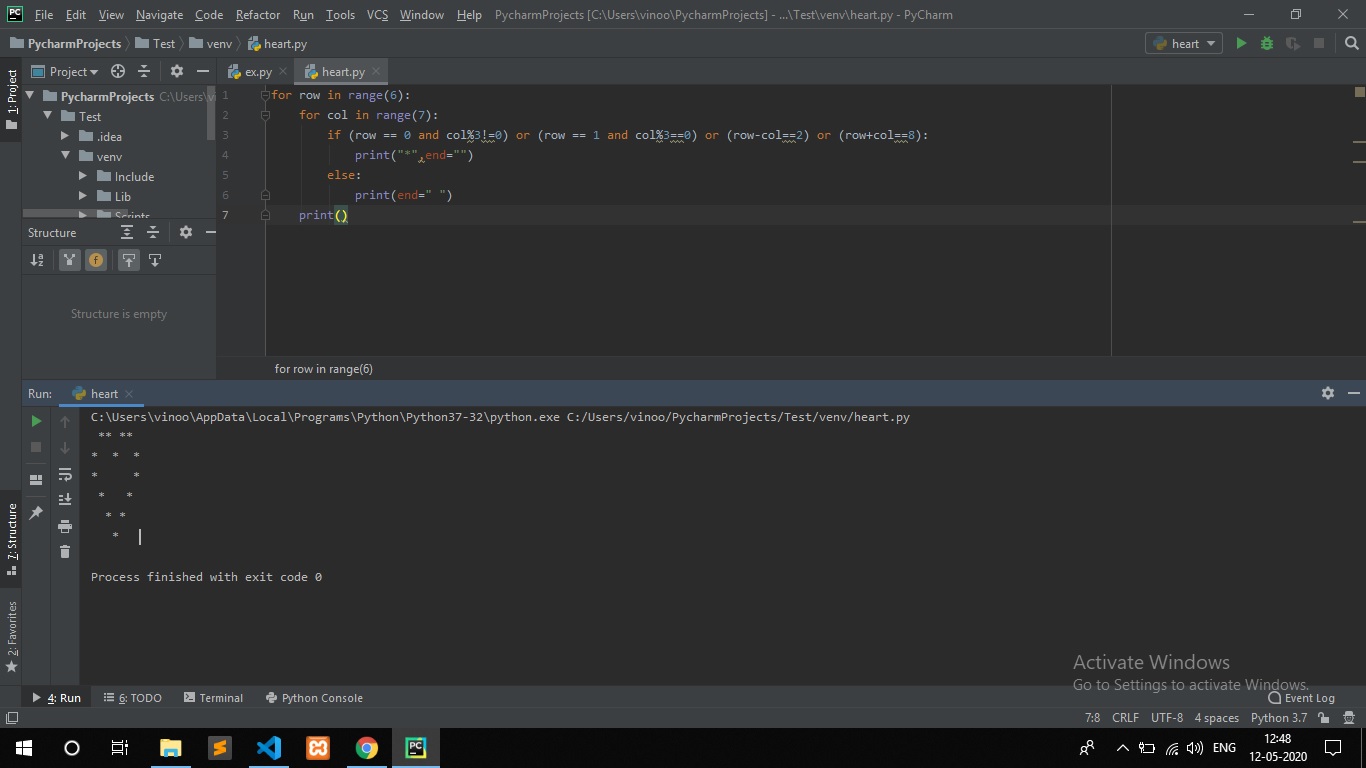 PC File Edit View Navigate Code Refactor Run Tools VCS Window Help PycharmProjects [C:\Users\vinoo\PycharmProjects] - ...\Test\venv\heart.py - PyCharm
PycharmProjects Test venv heart.py heart
1: Project
Project ex.py heart.py
PycharmProjects C:\Users\vi
Test
.idea
venv
Include
Lib
Scripts
1 for row in range(6):
2     for col in range(7):
3         if (row == 0 and col%3!=0) or (row == 1 and col%3==0) or (row-col==2) or (row+col==8):
4             print("*",end="")
5         else:
6             print(end=" ")
7     print()
Structure
Structure is empty
for row in range(6)
Run: heart
C:\Users\vinoo\AppData\Local\Programs\Python\Python37-32\python.exe C:/Users/vinoo/PycharmProjects/Test/venv/heart.py
 ** ** 
*  *  *
*     *
 *   * 
  * *  
   *   
Process finished with exit code 0
7: Structure
2: Favorites
Activate Windows
Go to Settings to activate Windows.
4: Run 6: TODO Terminal Python Console Event Log
7:8 CRLF UTF-8 4 spaces Python 3.7
PC ENG 12:48
12-05-2020